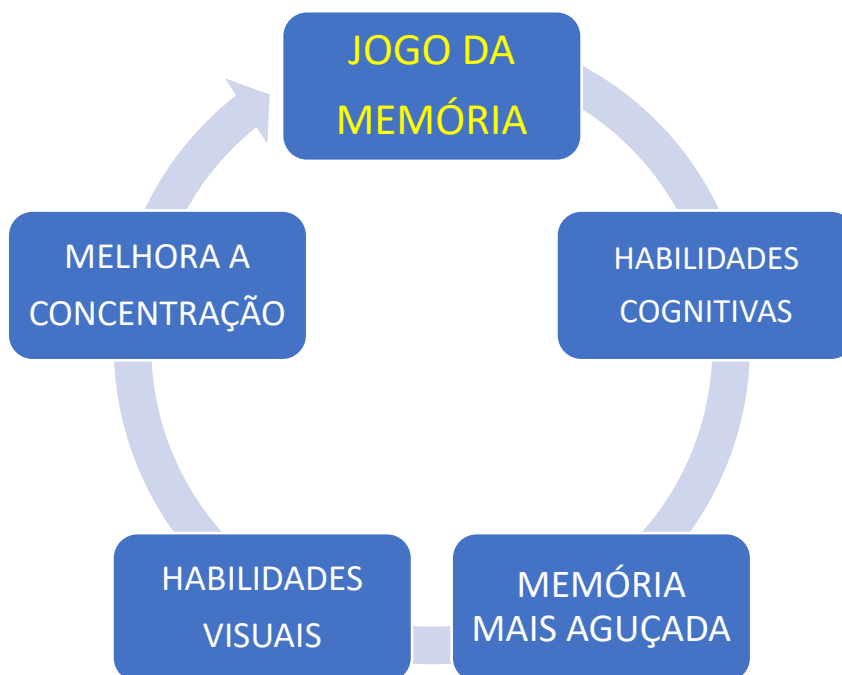 JOGO DA
MEMÓRIA
HABILIDADES
COGNITIVAS
MEMÓRIA
MAIS AGUÇADA
HABILIDADES
VISUAIS
MELHORA A
CONCENTRAÇÃO